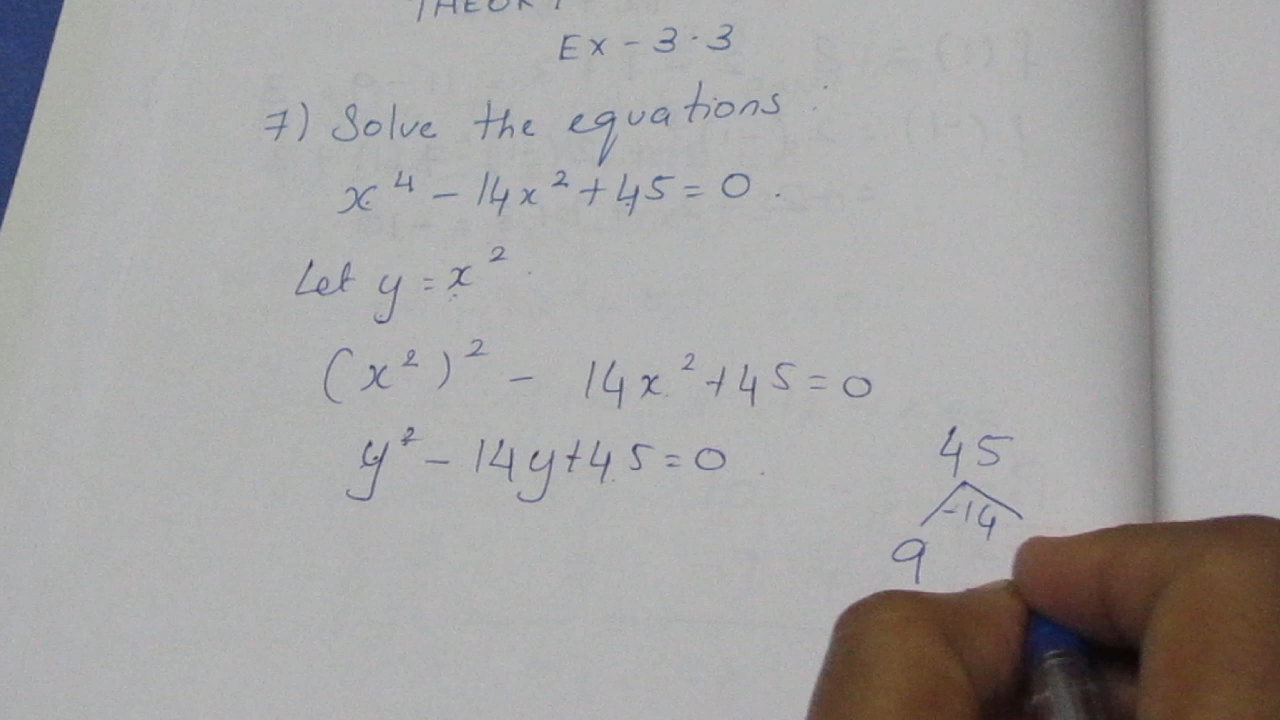 THEORY
Ex - 3.3
7) Solve the equations :
x⁴ - 14x² + 45 = 0.
Let y = x².
(x²)² - 14x² + 45 = 0
y² - 14y + 45 = 0.
45
-14
9